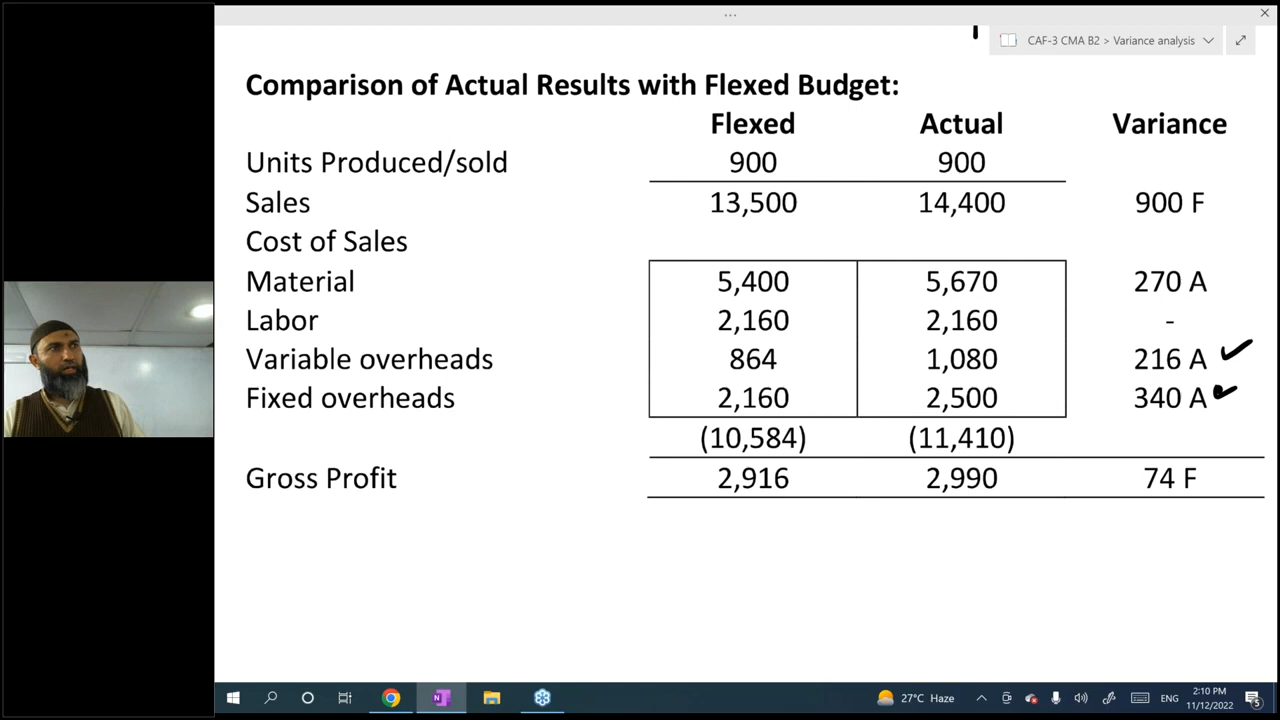 ...
CAF-3 CMA B2 > Variance analysis
Comparison of Actual Results with Flexed Budget:
Flexed Actual Variance
Units Produced/sold 900 900
Sales 13,500 14,400 900 F
Cost of Sales
Material 5,400 5,670 270 A
Labor 2,160 2,160 -
Variable overheads 864 1,080 216 A
Fixed overheads 2,160 2,500 340 A
(10,584) (11,410)
Gross Profit 2,916 2,990 74 F
27°C Haze ENG 2:10 PM
11/12/2022 5